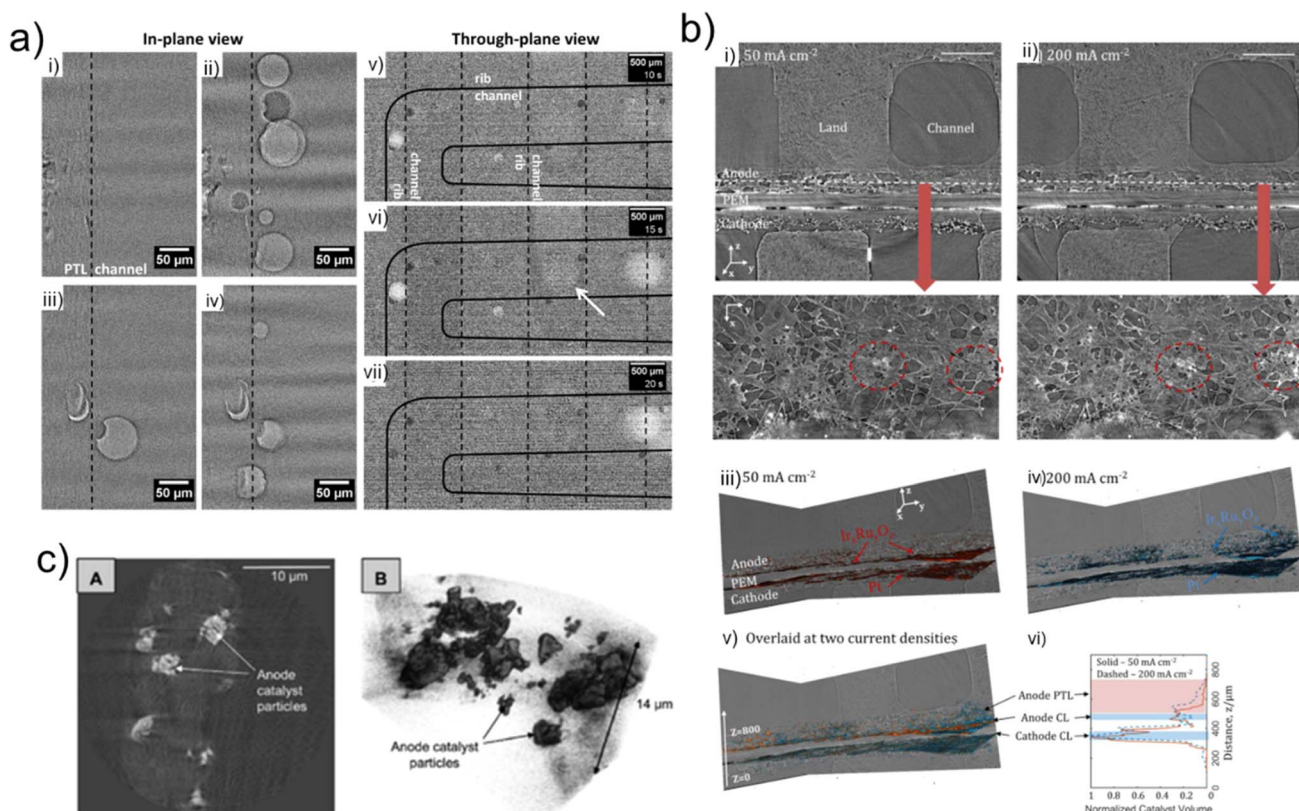 a)
In-plane view
Through-plane view
i)
ii)
v)
500 µm
10 s
rib
channel
channel
rib
channel
rib
PTL channel
50 µm
50 µm
vi)
500 µm
15 s
iii)
iv)
50 µm
50 µm
vii)
500 µm
20 s
b)
i) 50 mA cm-2
Land
Channel
Anode
PEM
Cathode
z
x
y
ii) 200 mA cm-2
y
x
y
x
iii) 50 mA cm-2
z
x
y
IrxRuyOz
Anode
PEM
Cathode
Pt
iv) 200 mA cm-2
IrxRuyOz
Pt
v) Overlaid at two current densities
Z=800
Z=0
Anode PTL
Anode CL
Cathode CL
vi)
Solid – 50 mA cm-2
Dashed – 200 mA cm-2
800
600
400
200
Distance, z/µm
1 0.8 0.6 0.4 0.2 0
Normalized Catalyst Volume
c)
A
10 µm
Anode
catalyst
particles
B
14 µm
Anode catalyst
particles